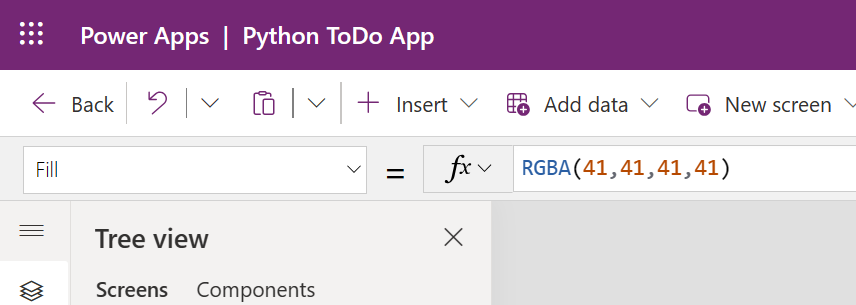 Power Apps | Python ToDo App
Back Insert Add data New screen
Fill = fx RGBA(41,41,41,41)
Tree view
Screens Components